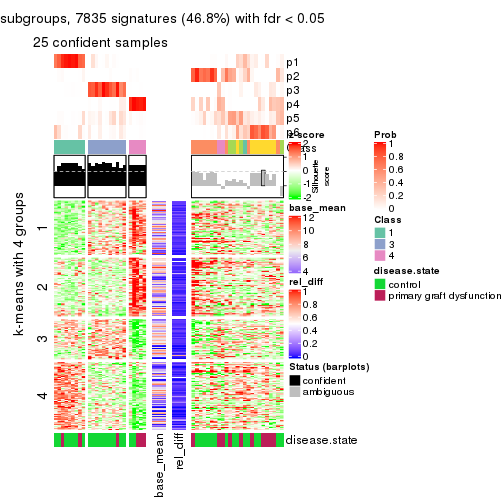 subgroups, 7835 signatures (46.8%) with fdr < 0.05
25 confident samples
p1
p2
p3
p4
p5
p6
z-score
2
1
0
-1
-2
Class
Silhouette
score
k-means with 4 groups
1
2
3
4
base_mean
12
10
8
6
4
rel_diff
1
0.8
0.6
0.4
0.2
0
Status (barplots)
confident
ambiguous
Prob
1
0.8
0.6
0.4
0.2
0
Class
1
3
4
disease.state
control
primary graft dysfunction
disease.state
base_mean
rel_diff